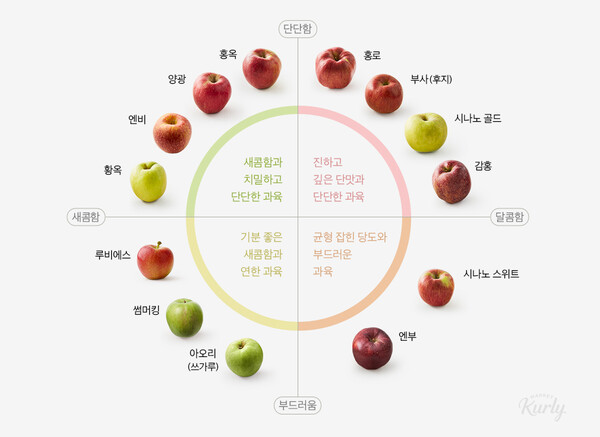 단단함
홍옥
홍로
양광
부사(후지)
엔비
시나노 골드
황옥
감홍
새콤함과
치밀하고
단단한 과육
진하고
깊은 단맛과
단단한 과육
새콤함
달콤함
기분 좋은
새콤함과
연한 과육
균형 잡힌 당도와
부드러운
과육
루비에스
시나노 스위트
썸머킹
엔부
아오리
(쓰가루)
부드러움
MARKET
Kurly